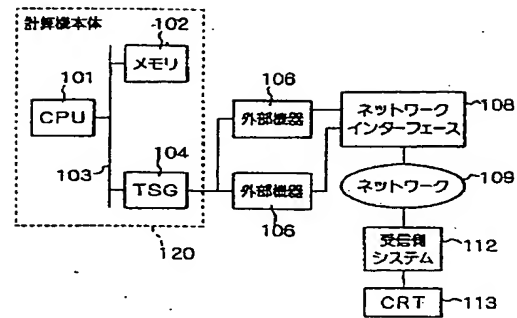 計算機本体
102
メモリ
101
CPU
103
104
TSG
120
106
外部機器
外部機器
106
ネットワーク
インターフェース
108
ネットワーク
109
受信側
システム
112
CRT
113